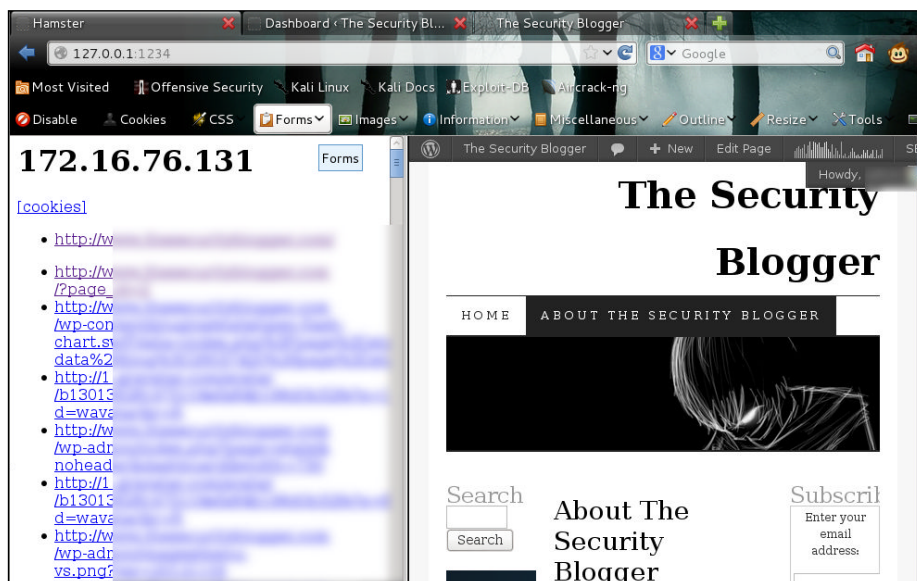 Hamster
Dashboard ‹ The Security Bl...
The Security Blogger
127.0.0.1:1234
Google
Most Visited
Offensive Security
Kali Linux
Kali Docs
Exploit-DB
Aircrack-ng
Disable
Cookies
CSS
Forms
Images
Information
Miscellaneous
Outline
Resize
Tools
172.16.76.131
Forms
[cookies]
http://w
http://w
/?page_
http://w
/wp-con
chart.sw
data%2
http://1
/b13013
d=wava
http://w
/wp-adr
nohead
http://1
/b13013
d=wava
http://w
/wp-adr
vs.png?
The Security Blogger
+ New
Edit Page
SE
Howdy,
The Security
Blogger
HOME
ABOUT THE SECURITY BLOGGER
Search
Search
About The
Security
Blogger
Subscrib
Enter your
email
address: